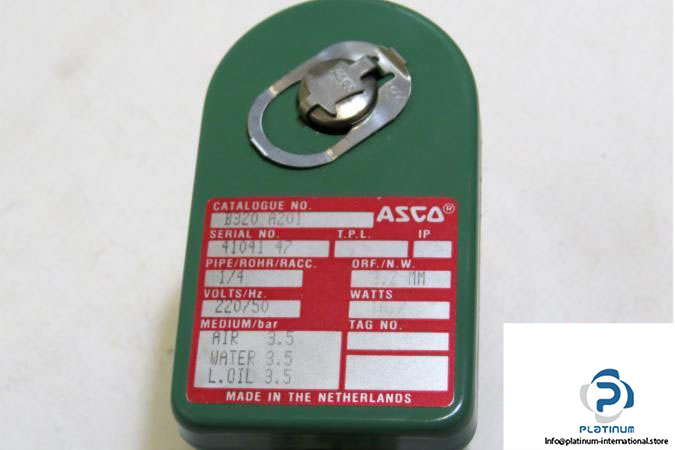 ASCO
CATALOGUE NO. ASCO®
B320 A201
SERIAL NO. T.P.L. IP
41041 47
PIPE/ROHR/RACC. ORF./N.W.
1/4 3.2 MM
VOLTS/Hz. WATTS
220/50
MEDIUM/bar TAG NO.
AIR 3.5
WATER 3.5
L.OIL 3.5
MADE IN THE NETHERLANDS
PLATINUM
Info@platinum-international.store